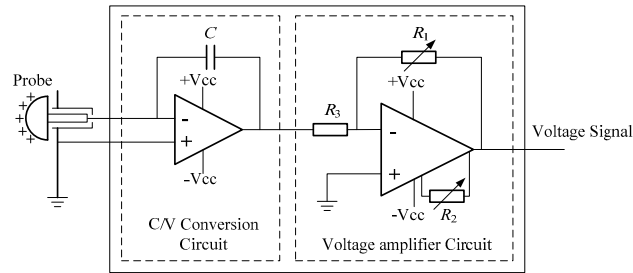 Probe
+ + + + +
C
+Vcc
-
+
-Vcc
C/V Conversion
Circuit
R3
R1
+Vcc
-
+
-Vcc
R2
Voltage amplifier Circuit
Voltage Signal